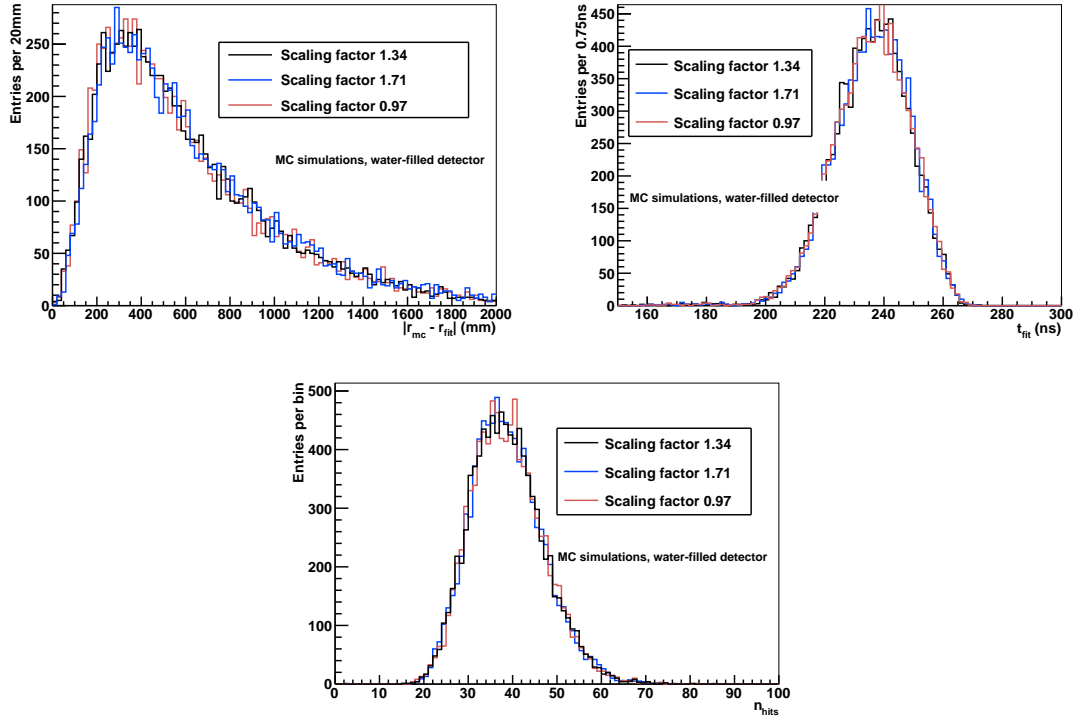 Entries per 20mm
250
200
150
100
50
0
Scaling factor 1.34
Scaling factor 1.71
Scaling factor 0.97
MC simulations, water-filled detector
0 200 400 600 800 1000 1200 1400 1600 1800 2000
|r_mc - r_fit| (mm)
Entries per 0.75ns
450
400
350
300
250
200
150
100
50
0
Scaling factor 1.34
Scaling factor 1.71
Scaling factor 0.97
MC simulations, water-filled detector
160 180 200 220 240 260 280 300
t_fit (ns)
Entries per bin
500
400
300
200
100
0
Scaling factor 1.34
Scaling factor 1.71
Scaling factor 0.97
MC simulations, water-filled detector
0 10 20 30 40 50 60 70 80 90 100
n_hits